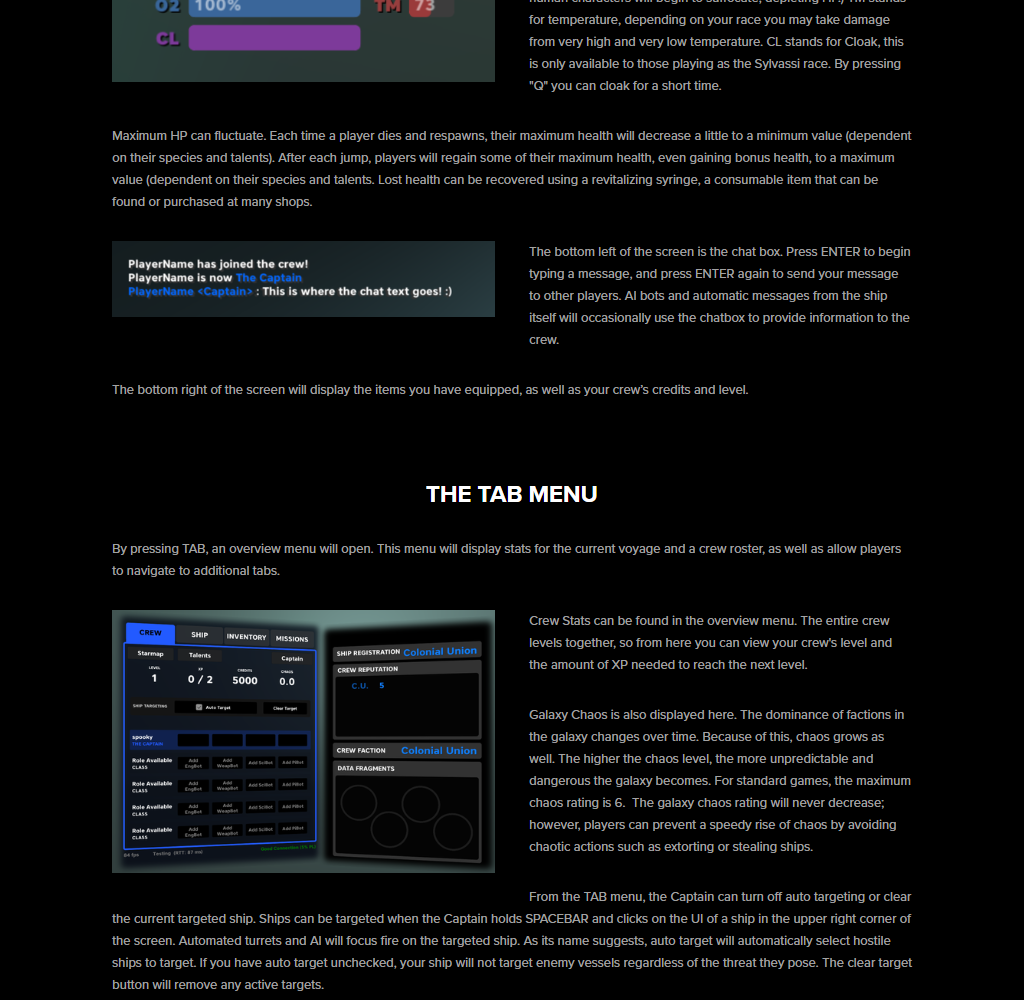 O2 100% TM 73
CL
for temperature, depending on your race you may take damage
from very high and very low temperature. CL stands for Cloak, this
is only available to those playing as the Sylvassi race. By pressing
"Q" you can cloak for a short time.
Maximum HP can fluctuate. Each time a player dies and respawns, their maximum health will decrease a little to a minimum value (dependent
on their species and talents). After each jump, players will regain some of their maximum health, even gaining bonus health, to a maximum
value (dependent on their species and talents. Lost health can be recovered using a revitalizing syringe, a consumable item that can be
found or purchased at many shops.
PlayerName has joined the crew!
PlayerName is now The Captain
PlayerName <Captain> : This is where the chat text goes! :)
The bottom left of the screen is the chat box. Press ENTER to begin
typing a message, and press ENTER again to send your message
to other players. AI bots and automatic messages from the ship
itself will occasionally use the chatbox to provide information to the
crew.
The bottom right of the screen will display the items you have equipped, as well as your crew's credits and level.
THE TAB MENU
By pressing TAB, an overview menu will open. This menu will display stats for the current voyage and a crew roster, as well as allow players
to navigate to additional tabs.
CREW SHIP INVENTORY MISSIONS
Starmap Talents Captain
LEVEL XP CREDITS CHAOS
1 0 / 2 5000 0.0
SHIP TARGETING Auto Target Clear Target
spooky
THE CAPTAIN
Role Available
CLASS
Add EngBot Add WeapBot Add SciBot Add PilBot
Role Available
CLASS
Add EngBot Add WeapBot Add SciBot Add PilBot
Role Available
CLASS
Add EngBot Add WeapBot Add SciBot Add PilBot
Role Available
CLASS
Add EngBot Add WeapBot Add SciBot Add PilBot
SHIP REGISTRATION Colonial Union
CREW REPUTATION
C.U. 5
CREW FACTION Colonial Union
DATA FRAGMENTS
Crew Stats can be found in the overview menu. The entire crew
levels together, so from here you can view your crew's level and
the amount of XP needed to reach the next level.
Galaxy Chaos is also displayed here. The dominance of factions in
the galaxy changes over time. Because of this, chaos grows as
well. The higher the chaos level, the more unpredictable and
dangerous the galaxy becomes. For standard games, the maximum
chaos rating is 6. The galaxy chaos rating will never decrease;
however, players can prevent a speedy rise of chaos by avoiding
chaotic actions such as extorting or stealing ships.
From the TAB menu, the Captain can turn off auto targeting or clear
the current targeted ship. Ships can be targeted when the Captain holds SPACEBAR and clicks on the UI of a ship in the upper right corner of
the screen. Automated turrets and AI will focus fire on the targeted ship. As its name suggests, auto target will automatically select hostile
ships to target. If you have auto target unchecked, your ship will not target enemy vessels regardless of the threat they pose. The clear target
button will remove any active targets.